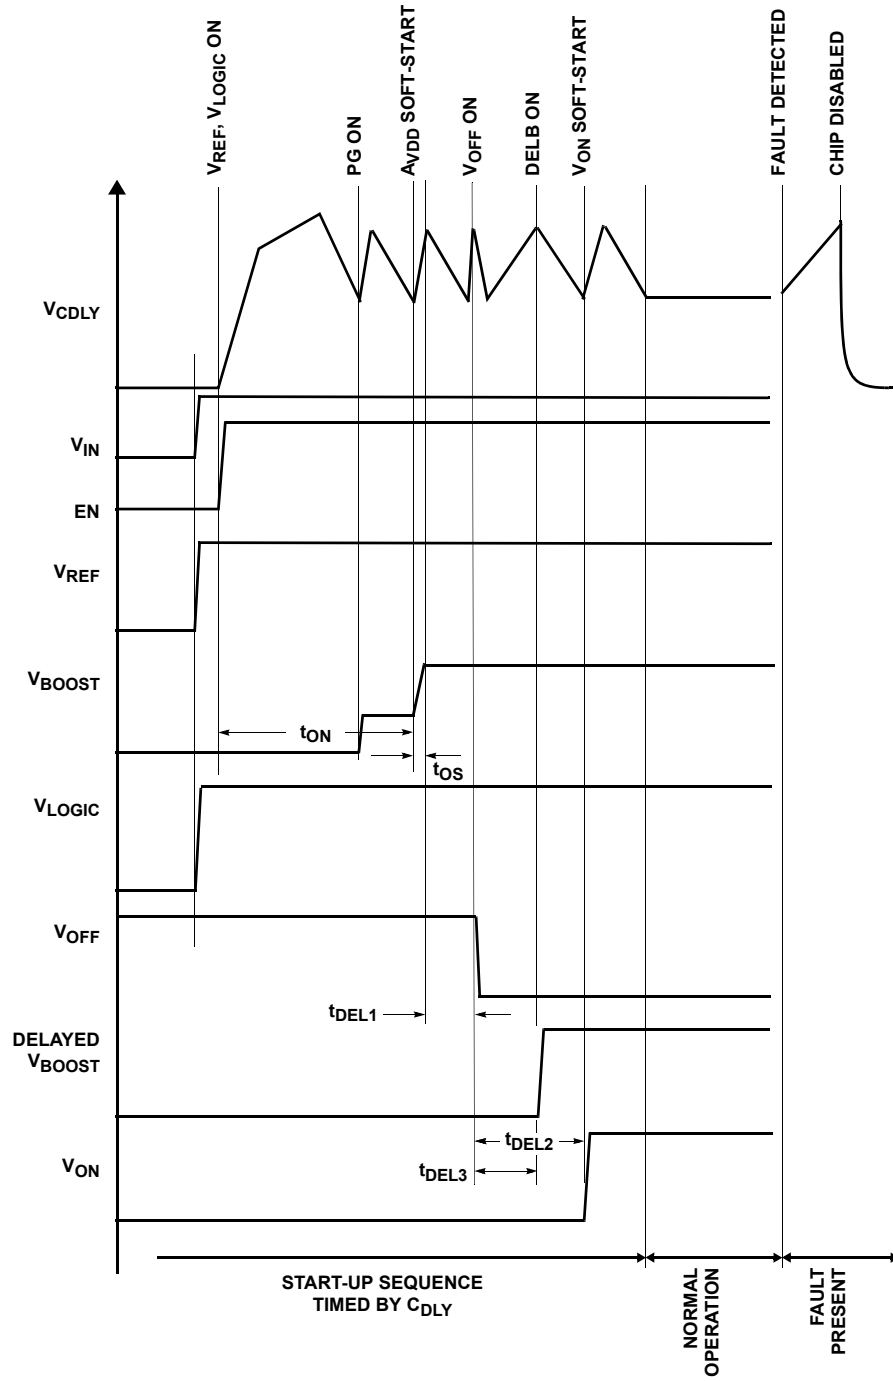 VREF, VLOGIC ON
PG ON
AVDD SOFT-START
VOFF ON
DELB ON
VON SOFT-START
FAULT DETECTED
CHIP DISABLED
VCDLY
VIN
EN
VREF
VBOOST
tON
tOS
VLOGIC
VOFF
tDEL1
DELAYED
VBOOST
tDEL2
VON
tDEL3
START-UP SEQUENCE
TIMED BY CDLY
NORMAL
OPERATION
FAULT
PRESENT